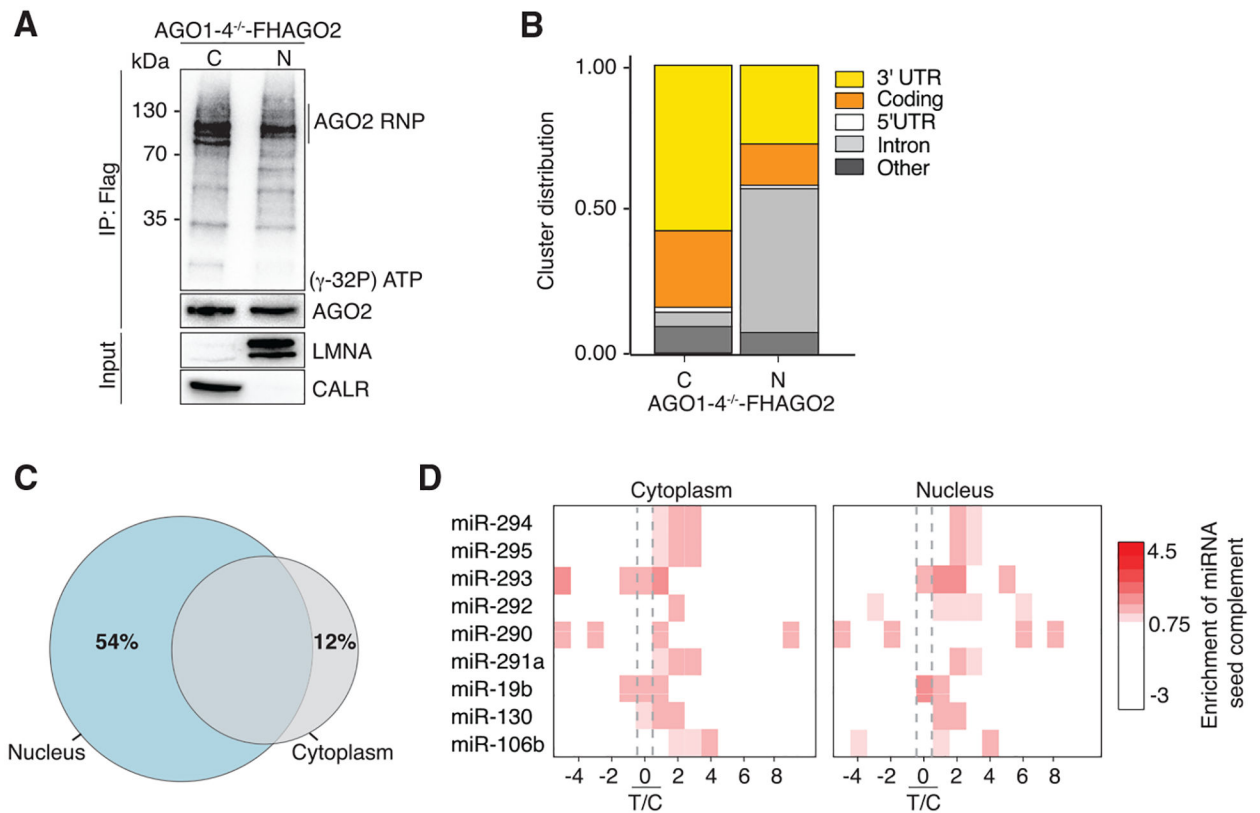 A
AGO1-4-/--FHAGO2
kDa
C
N
IP: Flag
130
70
35
AGO2 RNP
(γ-32P) ATP
AGO2
Input
LMNA
CALR
B
Cluster distribution
1.00
0.50
0.00
C
N
AGO1-4-/--FHAGO2
3' UTR
Coding
5'UTR
Intron
Other
C
54%
12%
Nucleus
Cytoplasm
D
Cytoplasm
Nucleus
miR-294
miR-295
miR-293
miR-292
miR-290
miR-291a
miR-19b
miR-130
miR-106b
-4 -2 0 2 4 6 8
T/C
-4 -2 0 2 4 6 8
T/C
4.5
0.75
-3
Enrichment of miRNA
seed complement